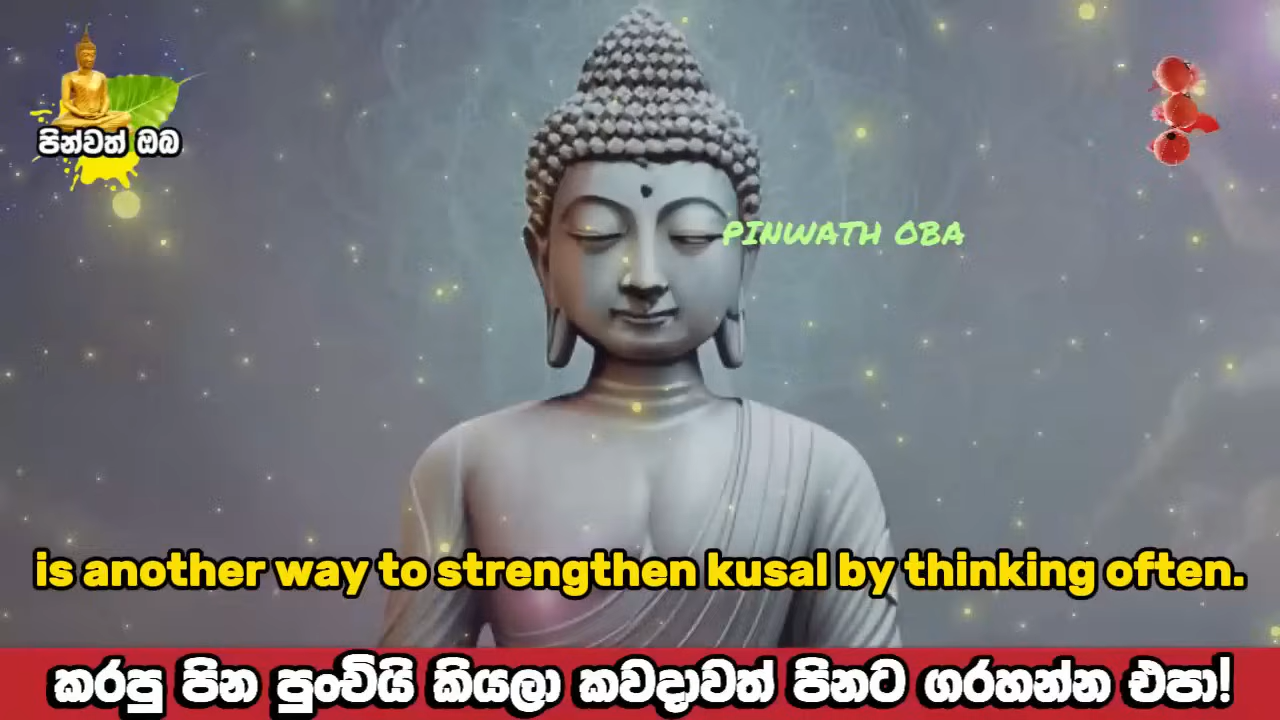 පින්වත් ඔබ
PINWATH OBA
is another way to strengthen kusal by thinking often.
කරපු පින පුංචියි කියලා කවදාවත් පිනට ගරහන්න එපා!